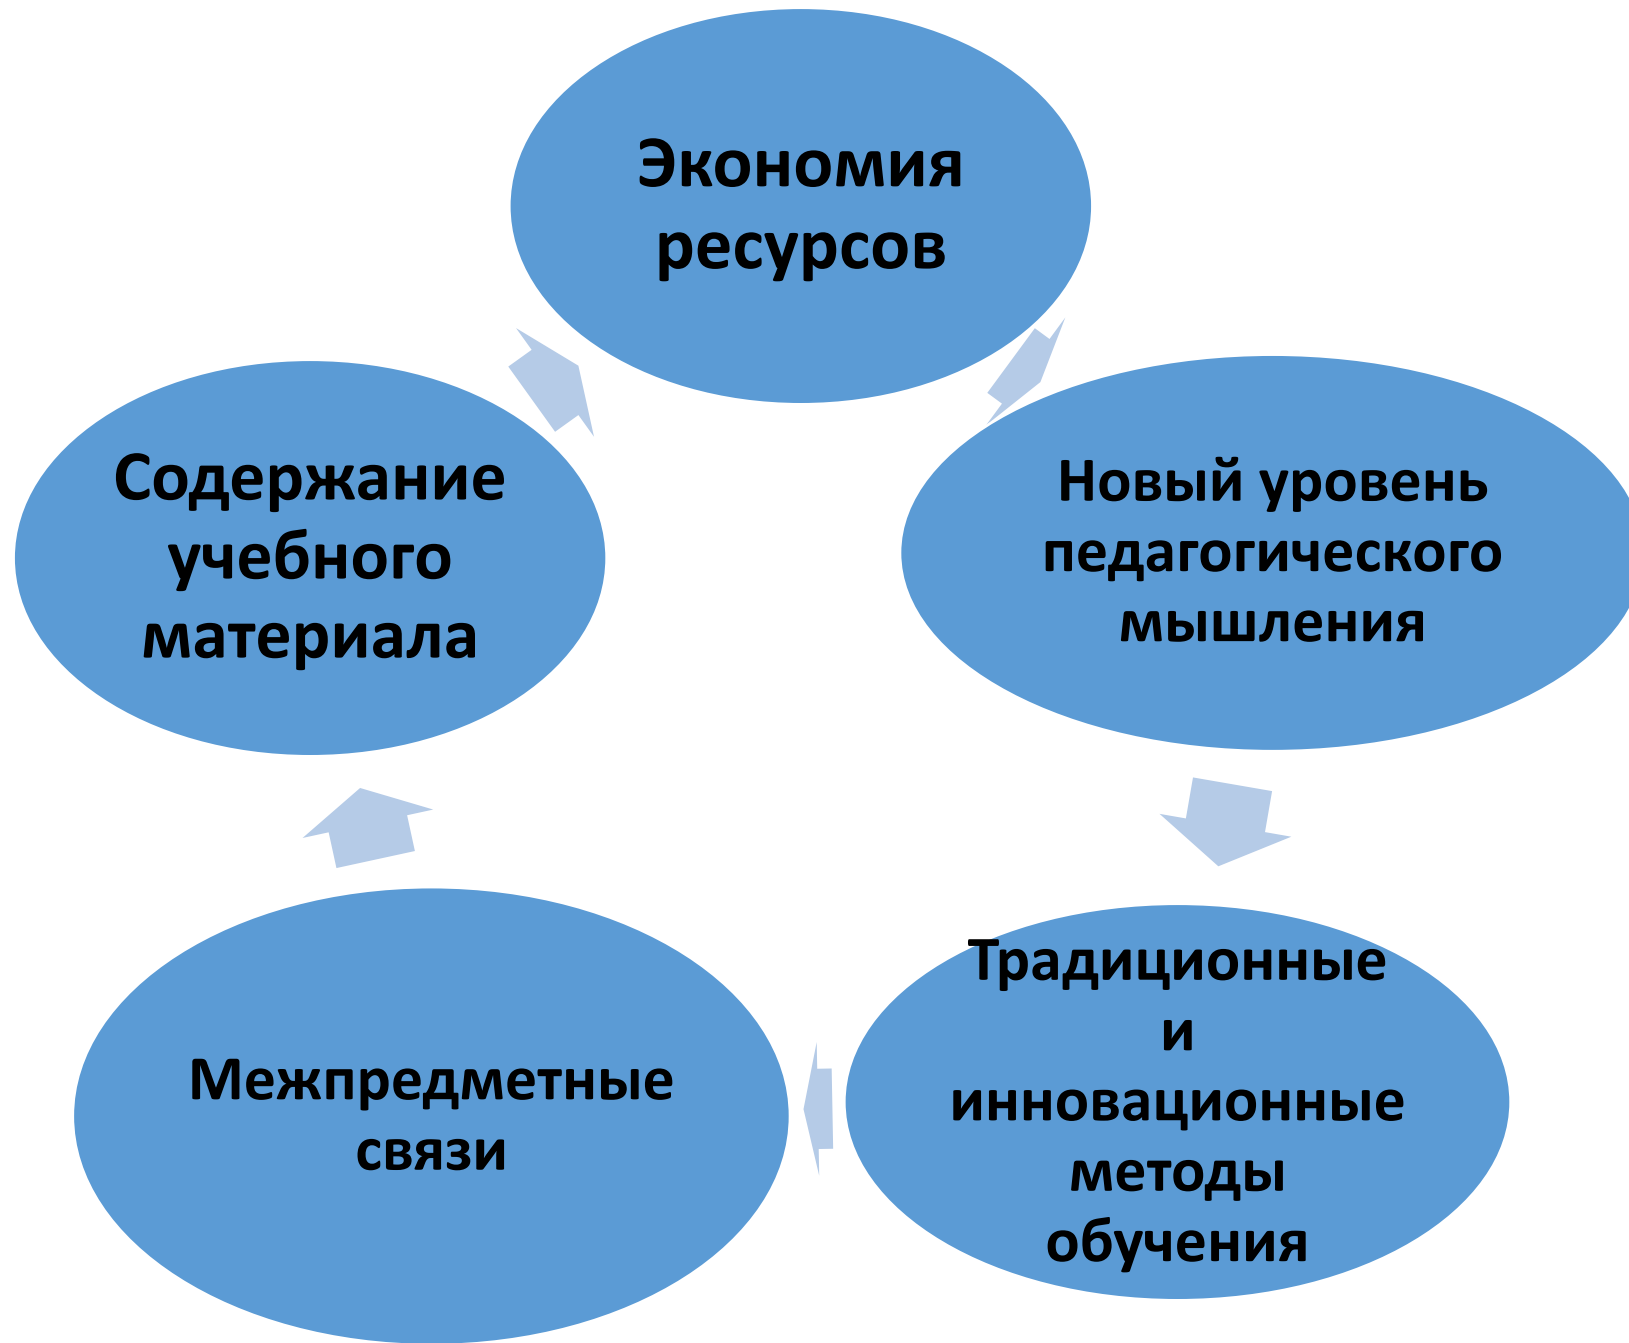 Экономия
ресурсов
Новый уровень
педагогического
мышления
Традиционные
и
инновационные
методы
обучения
Межпредметные
связи
Содержание
учебного
материала